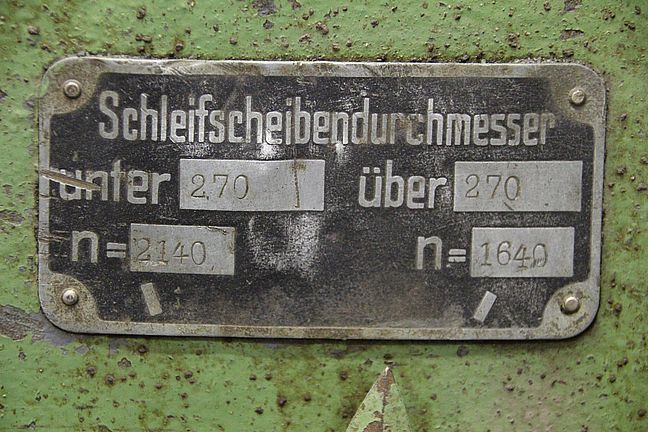 Schleifscheibendurchmesser
unter 270 über 270
n= 2140 n= 1640